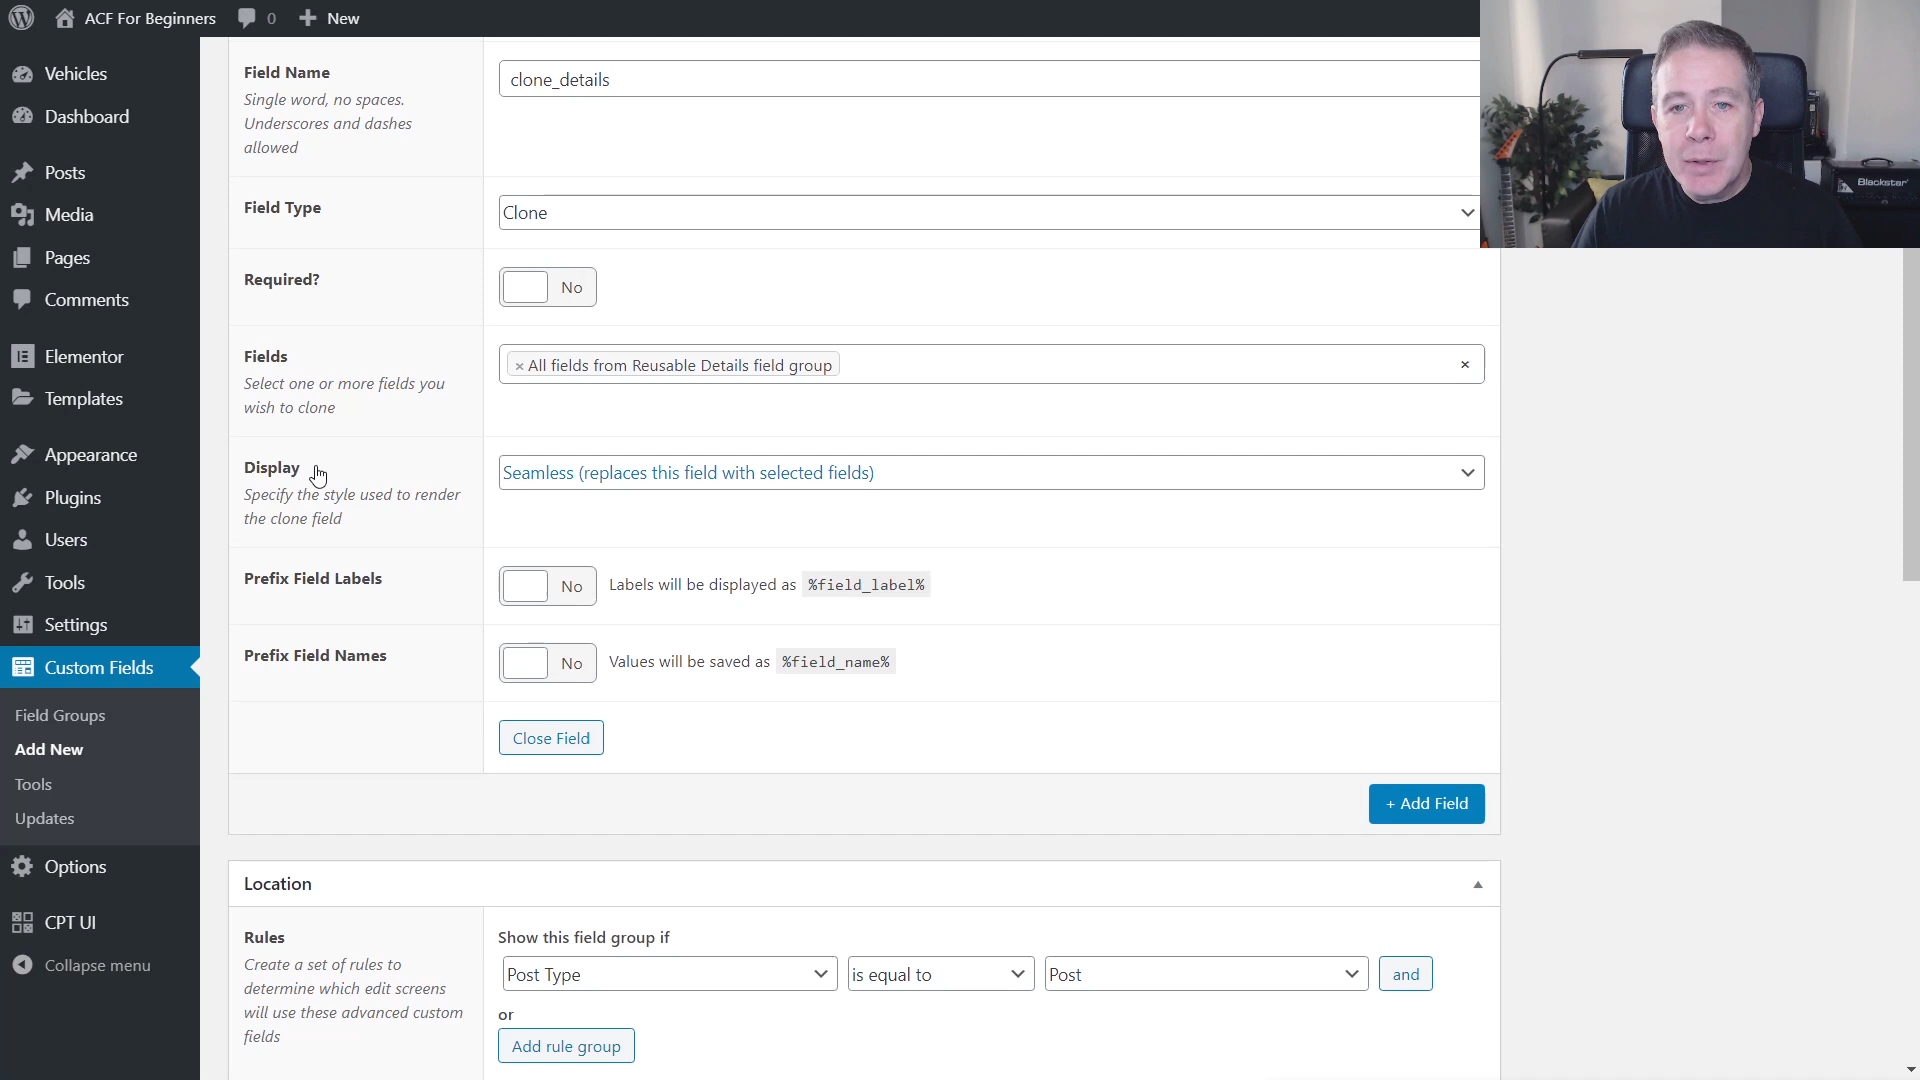 ACF For Beginners 0 New
Vehicles
Dashboard
Posts
Media
Pages
Comments
Elementor
Templates
Appearance
Plugins
Users
Tools
Settings
Custom Fields
Field Groups
Add New
Tools
Updates
Options
CPT UI
Collapse menu
Field Name
Single word, no spaces.
Underscores and dashes
allowed
clone_details
Field Type
Clone
Required?
No
Fields
Select one or more fields you
wish to clone
× All fields from Reusable Details field group ×
Display
Specify the style used to render
the clone field
Seamless (replaces this field with selected fields)
Prefix Field Labels
No Labels will be displayed as %field_label%
Prefix Field Names
No Values will be saved as %field_name%
Close Field
+ Add Field
Location
Rules
Create a set of rules to
determine which edit screens
will use these advanced custom
fields
Show this field group if
Post Type is equal to Post and
or
Add rule group
Blackstar